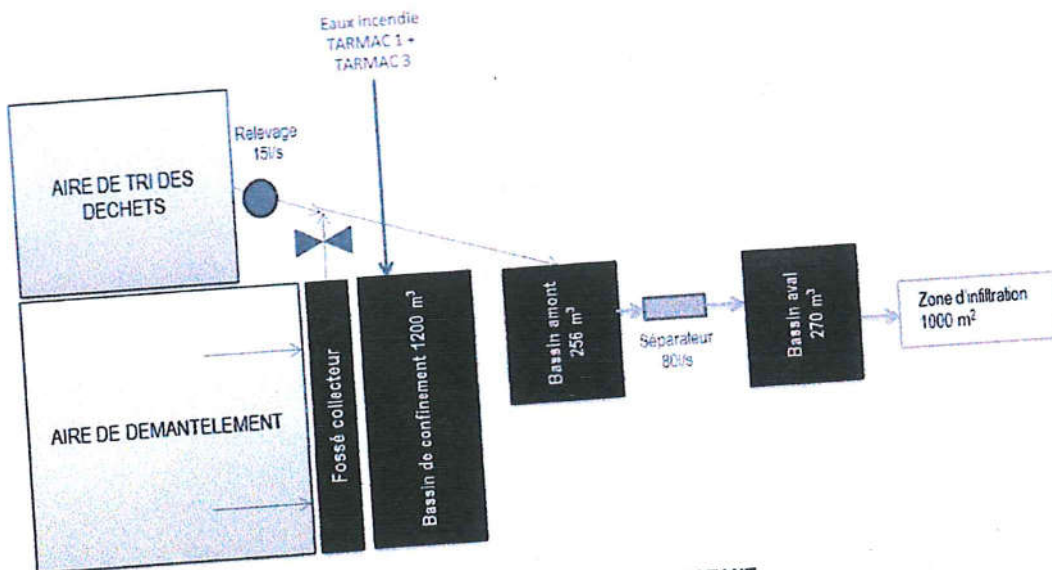 Eaux incendie
TARMAC 1 +
TARMAC 3
Relevage
15l/s
AIRE DE TRI DES
DECHETS
AIRE DE DEMANTELEMENT
Fossé collecteur
Bassin de confinement 1200 m³
Bassin amont
256 m³
Séparateur
80l/s
Bassin aval
270 m³
Zone d'infiltration
1000 m²